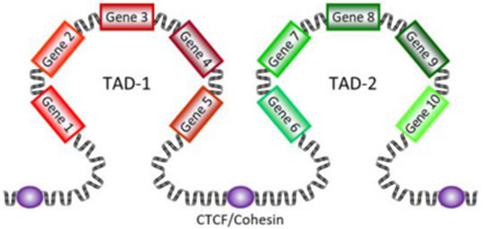 Gene 1
Gene 2
Gene 3
Gene 4
Gene 5
TAD-1
Gene 6
Gene 7
Gene 8
Gene 9
Gene 10
TAD-2
CTCF/Cohesin